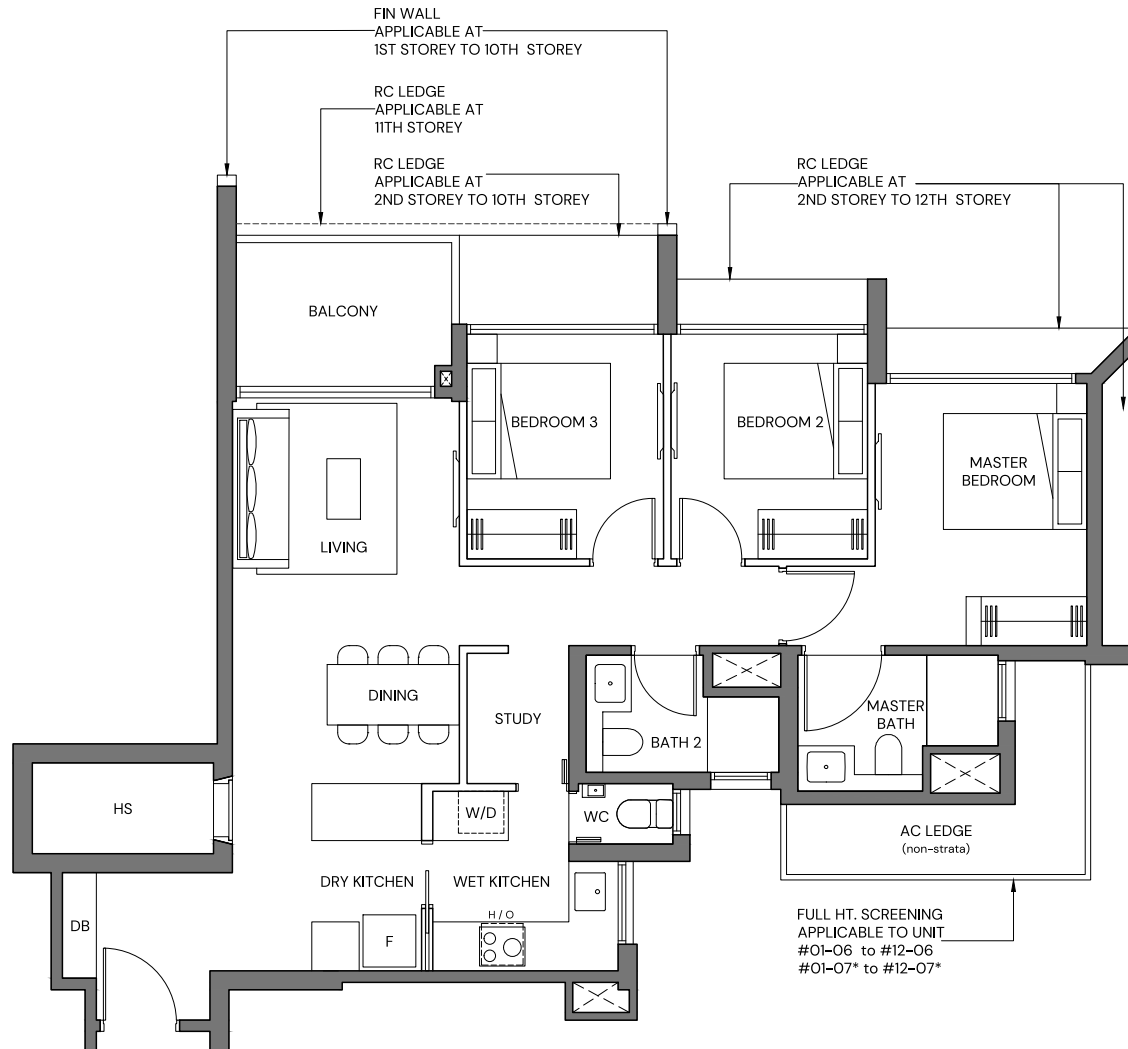 FIN WALL
APPLICABLE AT
1ST STOREY TO 10TH STOREY
RC LEDGE
APPLICABLE AT
11TH STOREY
RC LEDGE
APPLICABLE AT
2ND STOREY TO 10TH STOREY
RC LEDGE
APPLICABLE AT
2ND STOREY TO 12TH STOREY
BALCONY
BEDROOM 3
BEDROOM 2
MASTER
BEDROOM
LIVING
DINING
STUDY
BATH 2
MASTER
BATH
HS
W/D
WC
AC LEDGE
(non-strata)
DRY KITCHEN
WET KITCHEN
DB
F
H/O
FULL HT. SCREENING
APPLICABLE TO UNIT
#01-06 to #12-06
#01-07* to #12-07*